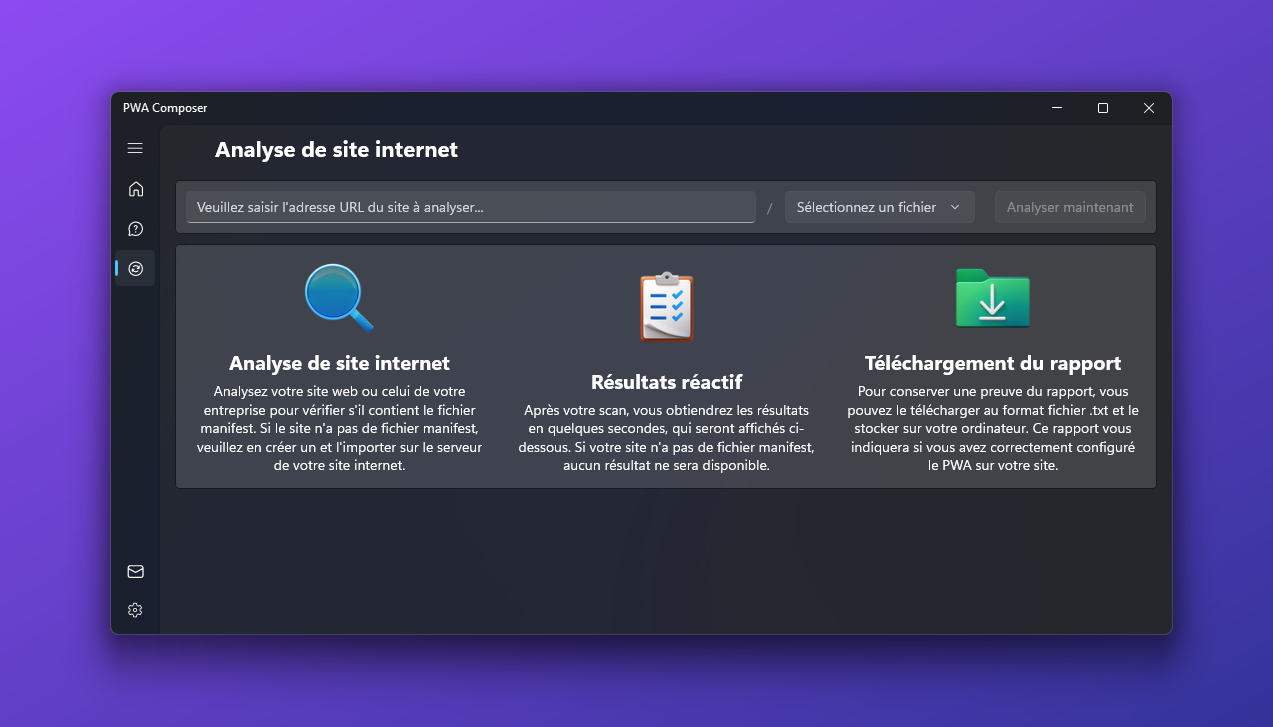 PWA Composer
Analyse de site internet
Veuillez saisir l'adresse URL du site à analyser...
/
Sélectionnez un fichier
Analyser maintenant
Analyse de site internet
Analysez votre site web ou celui de votre
entreprise pour vérifier s'il contient le fichier
manifest. Si le site n'a pas de fichier manifest,
veuillez en créer un et l'importer sur le serveur
de votre site internet.
Résultats réactif
Après votre scan, vous obtiendrez les résultats
en quelques secondes, qui seront affichés ci-
dessous. Si votre site n'a pas de fichier manifest,
aucun résultat ne sera disponible.
Téléchargement du rapport
Pour conserver une preuve du rapport, vous
pouvez le télécharger au format fichier .txt et le
stocker sur votre ordinateur. Ce rapport vous
indiquera si vous avez correctement configuré
le PWA sur votre site.